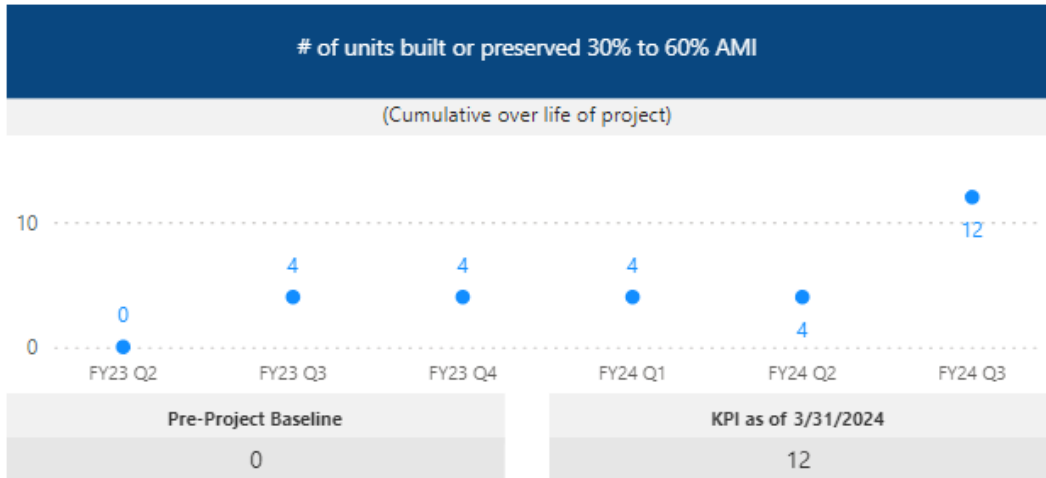 # of units built or preserved 30% to 60% AMI
(Cumulative over life of project)
10
12
4 4 4
0
4
0
FY23 Q2 FY23 Q3 FY23 Q4 FY24 Q1 FY24 Q2 FY24 Q3
Pre-Project Baseline KPI as of 3/31/2024
0 12